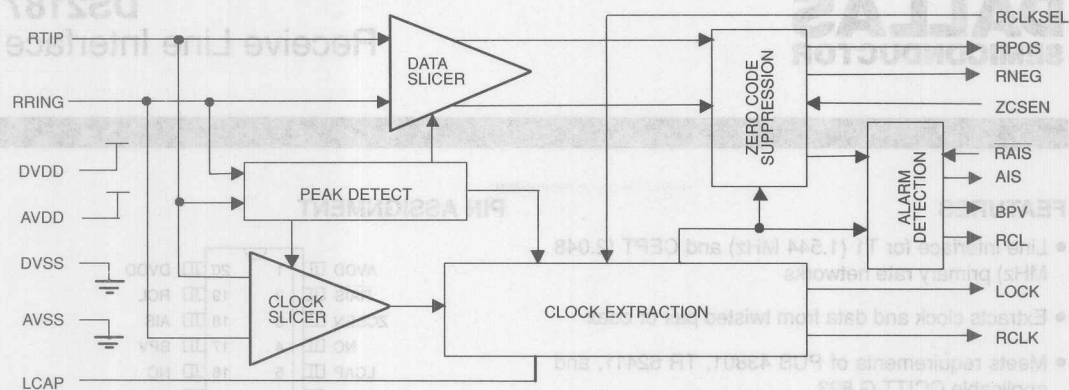 RTIP
RRING
DVDD
AVDD
DVSS
AVSS
LCAP
DATA
SLICER
PEAK DETECT
CLOCK
SLICER
CLOCK EXTRACTION
ZERO CODE
SUPPRESSION
ALARM
DETECTION
RCLKSEL
RPOS
RNEG
ZCSEN
RAIS
AIS
BPV
RCL
LOCK
RCLK
DALLAS
SEMICONDUCTOR
DS2187
Receive Line Interface
FEATURES
PIN ASSIGNMENT
• Line interface for T1 (1.544 MHz) and CEPT (2.048
MHz) primary rate networks
• Extracts clock and data from twisted pair or coax
• Meets requirements of PUB 43801, TR 62411, and
applicable CCITT G.823
AVDD 1 20 DVDD
RAIS 19 RCL
ZCSEN 18 AIS
NC 4 17 BPV
LCAP 5 16 NC